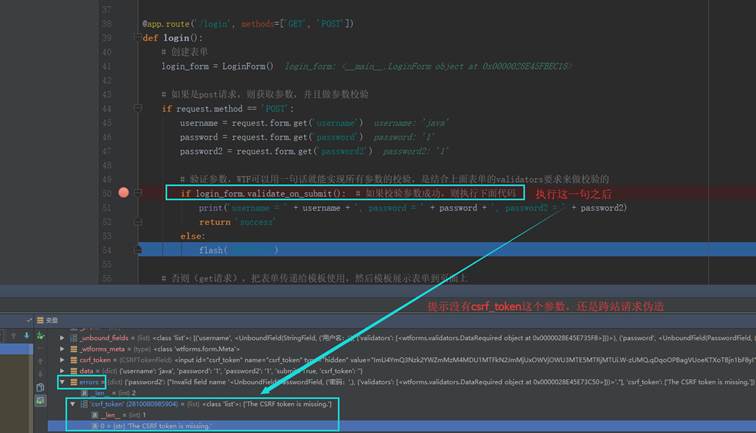 37
38 @app.route('/login', methods=['GET', 'POST'])
39 def login():
40 # 创建表单
41 login_form = LoginForm() login_form: <__main__.LoginForm object at 0x0000028E45FBEC18>
42
43 # 如果是post请求，则获取参数，并且做参数校验
44 if request.method == 'POST':
45 username = request.form.get('username') username: 'java'
46 password = request.form.get('password') password: '1'
47 password2 = request.form.get('password2') password2: '1'
48
49 # 验证参数，WTF可以用一句话就能实现所有参数的校验，是结合上面表单的validators要求来做校验的
50 if login_form.validate_on_submit(): # 如果校验参数成功，则执行下面代码 执行这一句之后
51 print('username = ' + username + ', password = ' + password + ', password2 = ' + password2)
52 return 'success'
53 else:
54 flash( )
55
56 # 否则（get请求），把表单传递给模板使用，然后模板展示表单到页面上
提示没有csrf_token这个参数，还是跨站请求伪造
变量
_unbound_fields = {list} <class 'list'>: [('username', <UnboundField(StringField, ('用户名:',), {'validators': [<wtforms.validators.DataRequired object at 0x0000028E45E735F8>]})>), ('password', <UnboundField(PasswordField,
_wtforms_meta = {type} <class 'wtforms.form.Meta'>
csrf_token = {CSRFTokenField} <input id="csrf_token" name="csrf_token" type="hidden"
data = {dict} {'username': 'java', 'password': '1', 'password2': '1', 'submit': True, 'csrf_token': ''}
errors = {dict} {'password2': ["Invalid field name '<UnboundField(PasswordField, ('密码:',), {'validators': [<wtforms.validators.DataRequired object at 0x0000028E45E73C50>]})>'."], 'csrf_token': ['The CSRF token is missing.']}
__len__ = {int} 2
'csrf_token' (2810080985904) = {list} <class 'list'>: ['The CSRF token is missing.']
__len__ = {int} 1
0 = {str} 'The CSRF token is missing.'